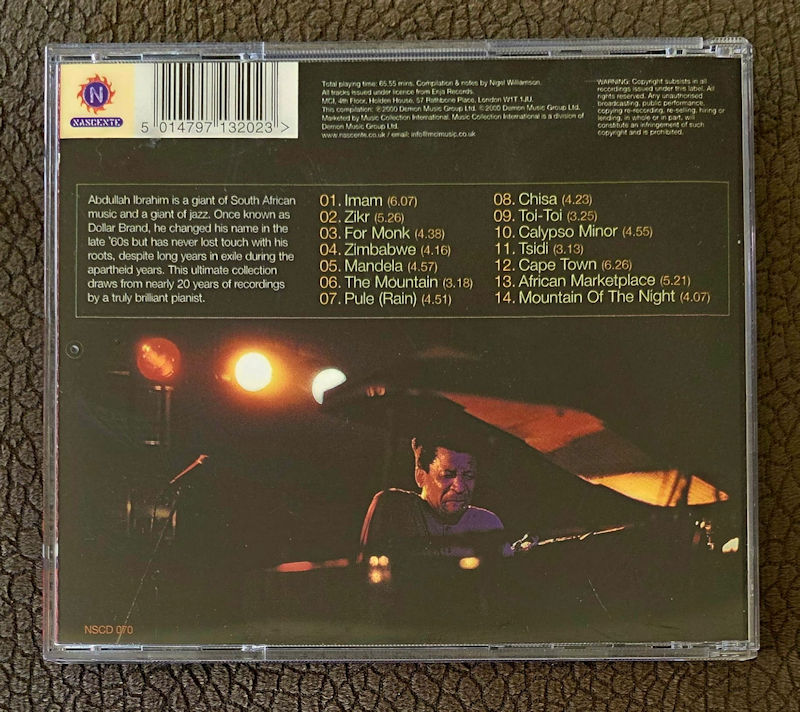 N
NASCENTE
5 014797 132023 >
Total playing time: 65.55 mins. Compilation & notes by Nigel Williamson.
All tracks issued under licence from Enja Records.
MCI, 4th Floor, Holden House, 57 Rathbone Place, London W1T 1JU.
This compilation: ℗2000 Demon Music Group Ltd. ©2000 Demon Music Group Ltd.
Marketed by Music Collection International. Music Collection International is a division of
Demon Music Group Ltd.
www.nascente.co.uk / email: info@mcimusic.co.uk
WARNING: Copyright subsists in all
recordings issued under this label. All
rights reserved. Any unauthorised
broadcasting, public performance,
copying re-recording, re-selling, hiring or
lending, in whole or in part, will
constitute an infringement of such
copyright and is prohibited.
Abdullah Ibrahim is a giant of South African
music and a giant of jazz. Once known as
Dollar Brand, he changed his name in the
late '60s but has never lost touch with his
roots, despite long years in exile during the
apartheid years. This ultimate collection
draws from nearly 20 years of recordings
by a truly brilliant pianist.
01. Imam (6.07)
02. Zikr (5.26)
03. For Monk (4.38)
04. Zimbabwe (4.16)
05. Mandela (4.57)
06. The Mountain (3.18)
07. Pule (Rain) (4.51)
08. Chisa (4.23)
09. Toi-Toi (3.25)
10. Calypso Minor (4.55)
11. Tsidi (3.13)
12. Cape Town (6.26)
13. African Marketplace (5.21)
14. Mountain Of The Night (4.07)
NSCD 070